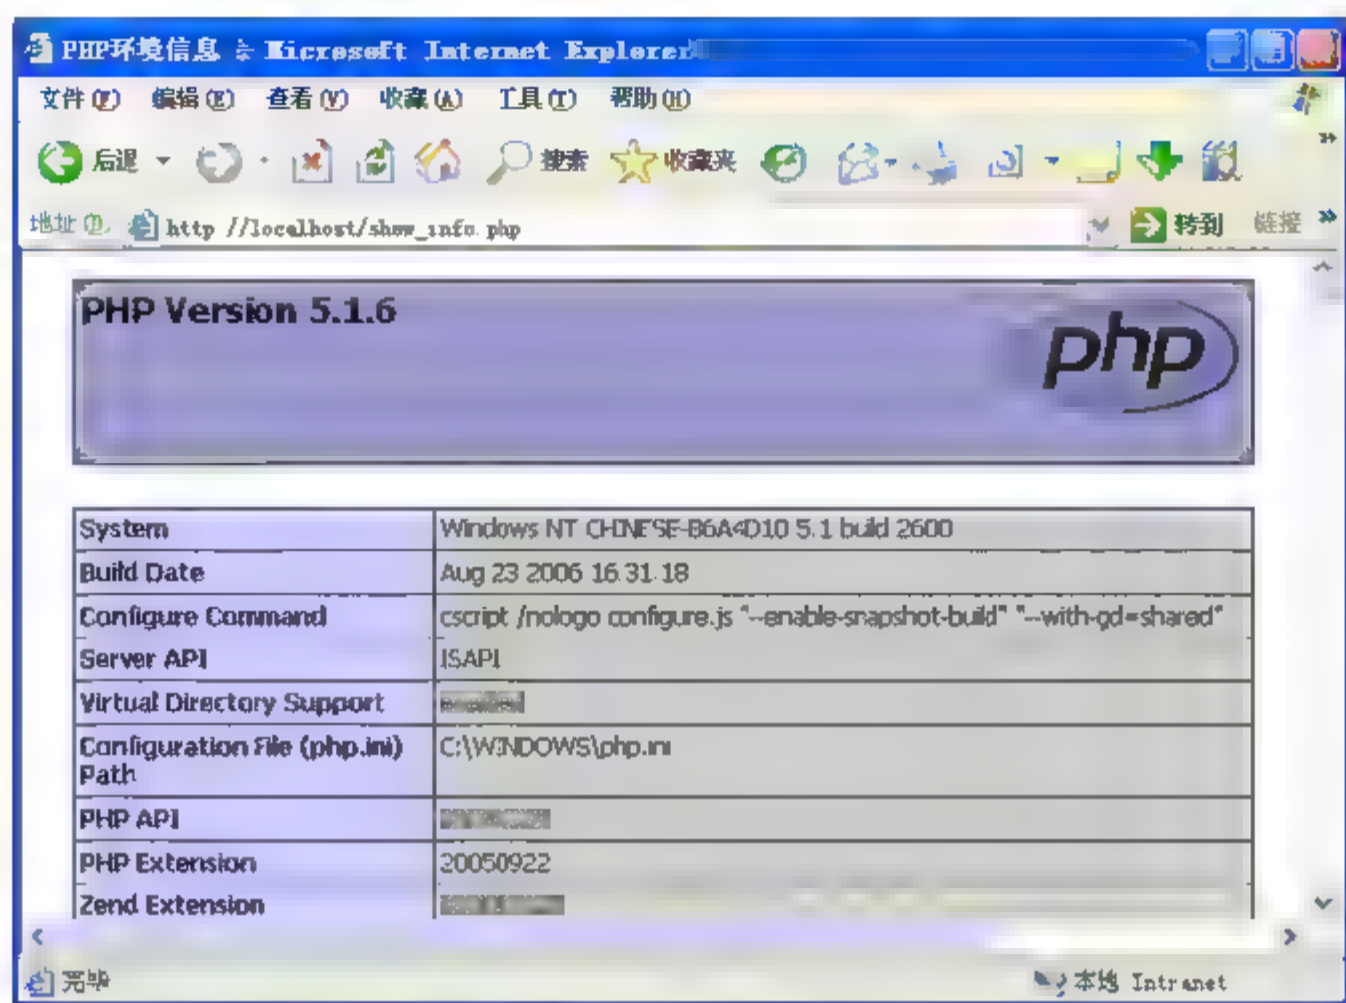 PHP环境信息 - Microsoft Internet Explorer
文件(F) 编辑(E) 查看(V) 收藏(A) 工具(T) 帮助(H)
后退 搜索 收藏夹
地址(D) http://localhost/show_info.php 转到 链接
PHP Version 5.1.6
php
System Windows NT CHINESE-B6A4D10 5.1 build 2600
Build Date Aug 23 2006 16:31:18
Configure Command cscript /nologo configure.js "--enable-snapshot-build" "--with-gd=shared"
Server API ISAPI
Virtual Directory Support
Configuration File (php.ini)
Path
C:\WINDOWS\php.ini
PHP API
PHP Extension 20050922
Zend Extension
完毕 本地 Intranet